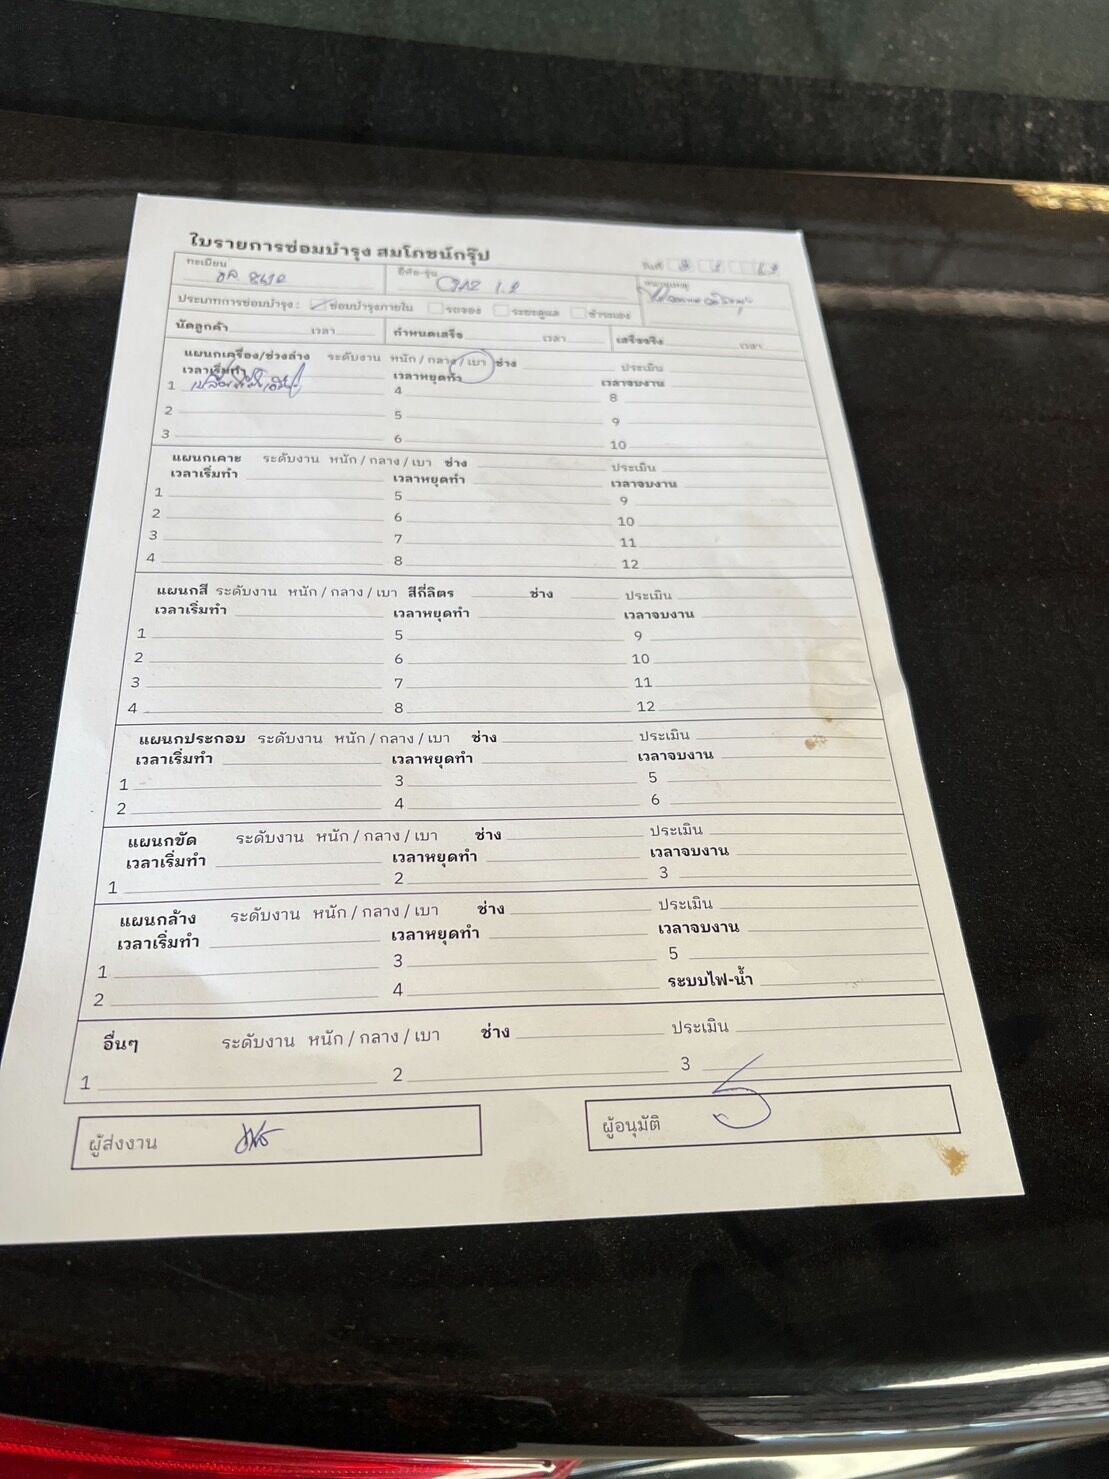 ใบรายการซ่อมบำรุง สมโภชน์กรุ๊ป
ทะเบียน ยี่ห้อ-รุ่น 1.2 วันที่
หมายเหตุ
ประเภทการซ่อมบำรุง : ซ่อมบำรุงภายใน รถจอง ระยะดูแล ชำระเอง
นัดลูกค้า เวลา กำหนดเสร็จ เวลา เสร็จจริง เวลา
แผนกเครื่อง/ช่วงล่าง ระดับงาน หนัก / กลาง / เบา ช่าง ประเมิน
เวลาเริ่มทำ เวลาหยุดทำ เวลาจบงาน
1 4 8
2 5 9
3 6 10
แผนกเคาะ ระดับงาน หนัก / กลาง / เบา ช่าง ประเมิน
เวลาเริ่มทำ เวลาหยุดทำ เวลาจบงาน
1 5 9
2 6 10
3 7 11
4 8 12
แผนกสี ระดับงาน หนัก / กลาง / เบา สีกี่ลิตร ช่าง ประเมิน
เวลาเริ่มทำ เวลาหยุดทำ เวลาจบงาน
1 5 9
2 6 10
3 7 11
4 8 12
แผนกประกอบ ระดับงาน หนัก / กลาง / เบา ช่าง ประเมิน
เวลาเริ่มทำ เวลาหยุดทำ เวลาจบงาน
1 3 5
2 4 6
แผนกขัด ระดับงาน หนัก / กลาง / เบา ช่าง ประเมิน
เวลาเริ่มทำ เวลาหยุดทำ เวลาจบงาน
1 2 3
แผนกล้าง ระดับงาน หนัก / กลาง / เบา ช่าง ประเมิน
เวลาเริ่มทำ เวลาหยุดทำ เวลาจบงาน
1 3 5
2 4 ระบบไฟ-น้ำ
อื่นๆ ระดับงาน หนัก / กลาง / เบา ช่าง ประเมิน
1 2 3
ผู้ส่งงาน ผู้อนุมัติ